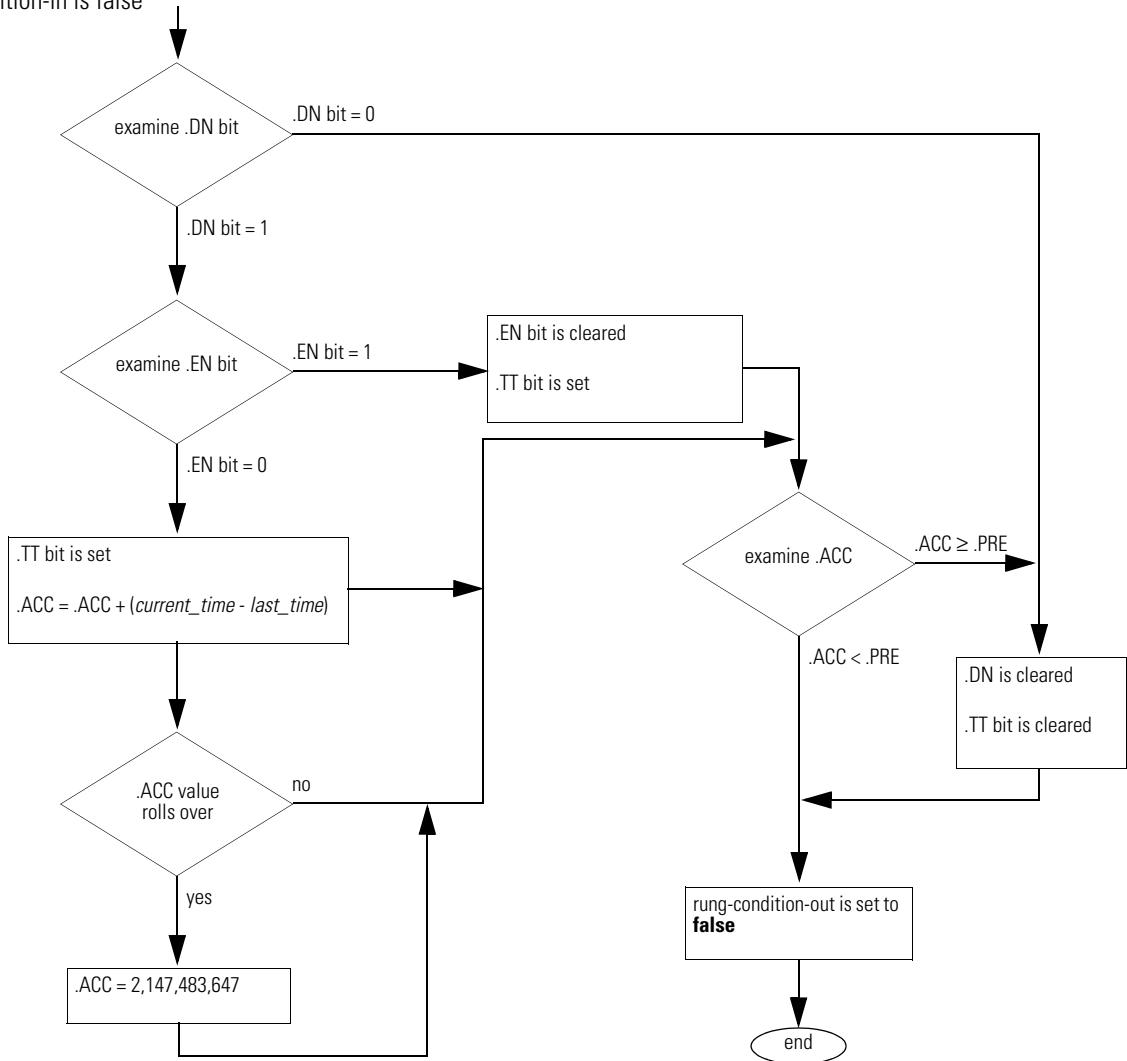 is false
examine .DN bit
.DN bit = 0
.DN bit = 1
examine .EN bit
.EN bit = 1
.EN bit is cleared
.TT bit is set
.EN bit = 0
.TT bit is set
.ACC = .ACC + (current_time - last_time)
examine .ACC
.ACC ≥ .PRE
.ACC < .PRE
.DN is cleared
.TT bit is cleared
.ACC value
rolls over
no
yes
rung-condition-out is set to
false
.ACC = 2,147,483,647
end